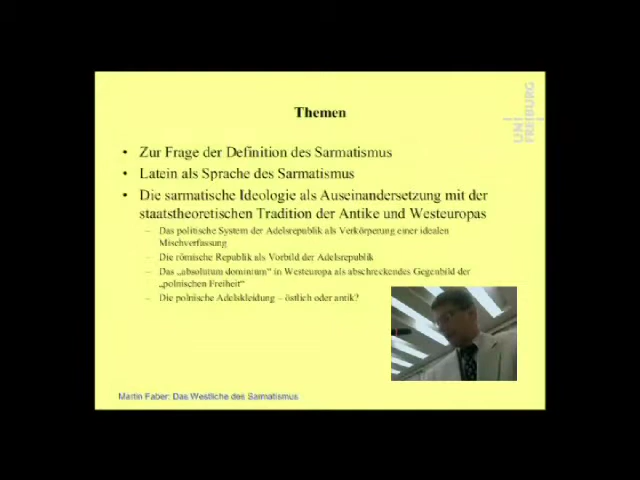 UNI
FREIBURG
Themen
• Zur Frage der Definition des Sarmatismus
• Latein als Sprache des Sarmatismus
• Die sarmatische Ideologie als Auseinandersetzung mit der
staatstheoretischen Tradition der Antike und Westeuropas
– Das politische System der Adelsrepublik als Verkörperung einer idealen
Mischverfassung
– Die römische Republik als Vorbild der Adelsrepublik
– Das „absolutum dominium“ in Westeuropa als abschreckendes Gegenbild der
„polnischen Freiheit“
– Die polnische Adelskleidung – östlich oder antik?
Martin Faber: Das Westliche des Sarmatismus